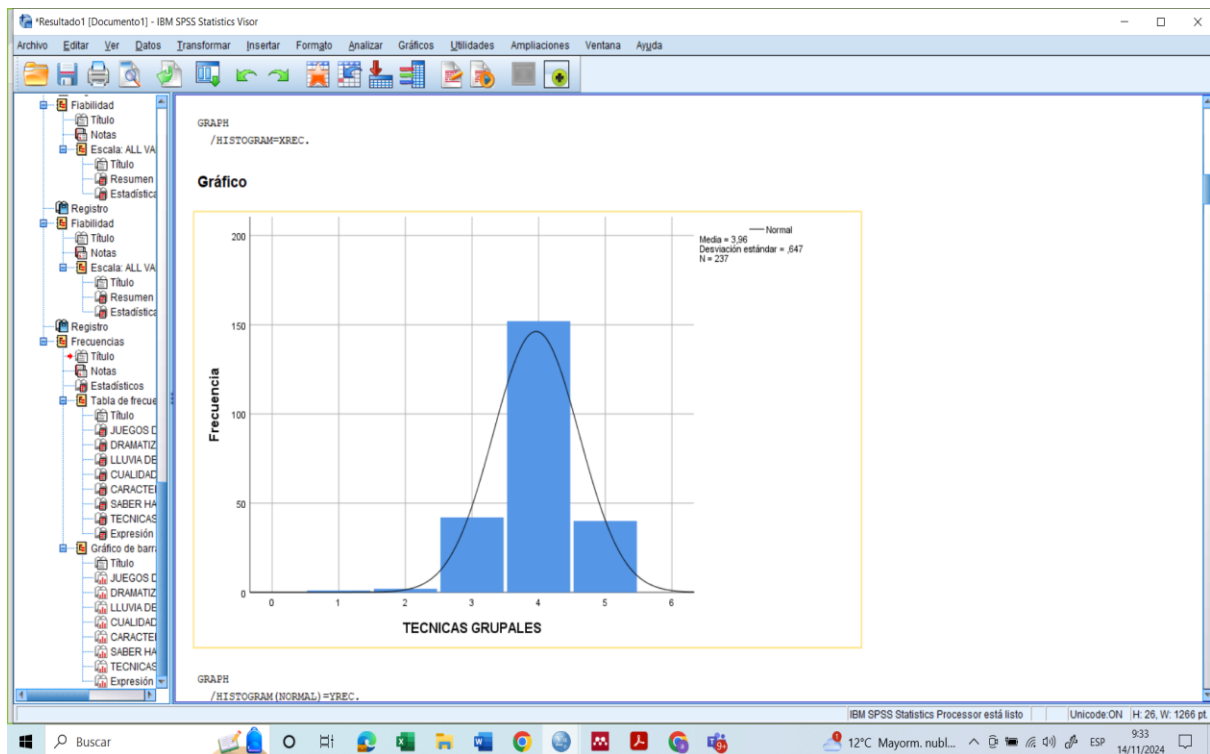 *Resultado1 [Documento1] - IBM SPSS Statistics Visor
Archivo Editar Ver Datos Transformar Insertar Formato Analizar Gráficos Utilidades Ampliaciones Ventana Ayuda
Fiabilidad
Título
Notas
Escala: ALL VA
Título
Resumen
Estadística
Registro
Fiabilidad
Título
Notas
Escala: ALL VA
Título
Resumen
Estadística
Registro
Frecuencias
Título
Notas
Estadísticos
Tabla de frecue
Título
JUEGOS D
DRAMATIZ
LLUVIA DE
CUALIDAD
CARACTE
SABER HA
TECNICAS
Expresión
Gráfico de barr
Título
JUEGOS D
DRAMATIZ
LLUVIA DE
CUALIDAD
CARACTE
SABER HA
TECNICAS
Expresión
GRAPH
/HISTOGRAM=XREC.
Gráfico
Normal
Media = 3,96
Desviación estándar = ,647
N = 237
Frecuencia
200
150
100
50
0
0 1 2 3 4 5 6
TECNICAS GRUPALES
GRAPH
/HISTOGRAM(NORMAL)=YREC.
IBM SPSS Statistics Processor está listo Unicode:ON H: 26, W: 1266 pt.
Buscar
12°C Mayorm. nubl... ESP
9:33
14/11/2024